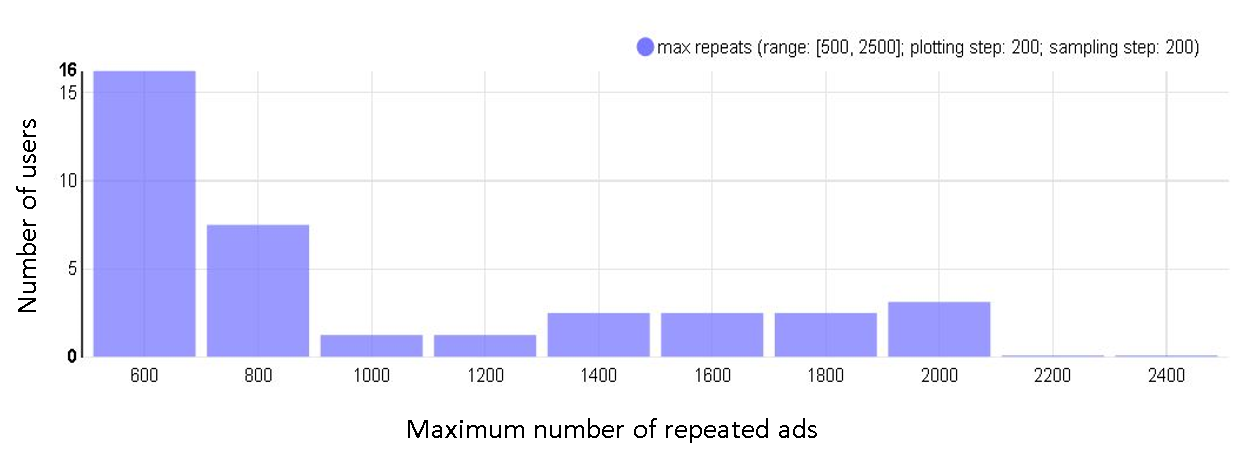 max repeats (range: [500, 2500]; plotting step: 200; sampling step: 200)
16
15
10
5
0
Number of users
600 800 1000 1200 1400 1600 1800 2000 2200 2400
Maximum number of repeated ads